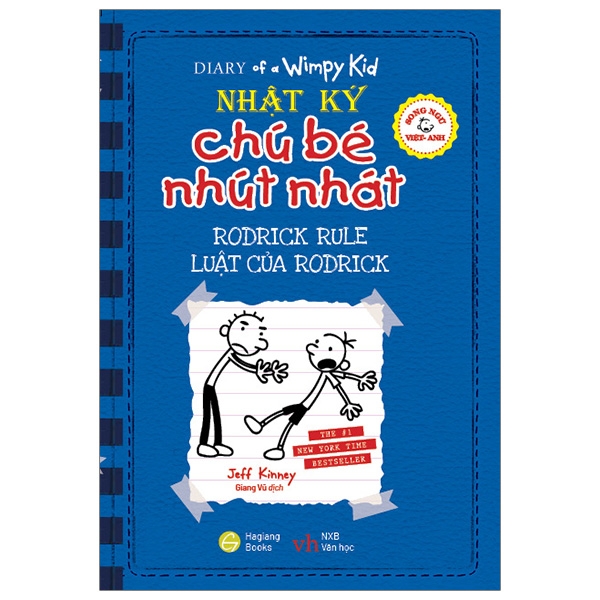 DIARY of a Wimpy Kid
NHẬT KÝ
chú bé
nhút nhát
SONG NGỮ
VIỆT-ANH
RODRICK RULE
LUẬT CỦA RODRICK
THE #1
NEW YORK TIME
BESTSELLER
Jeff Kinney
Giang Vũ dịch
Hagiang
Books
vh
NXB
Văn học